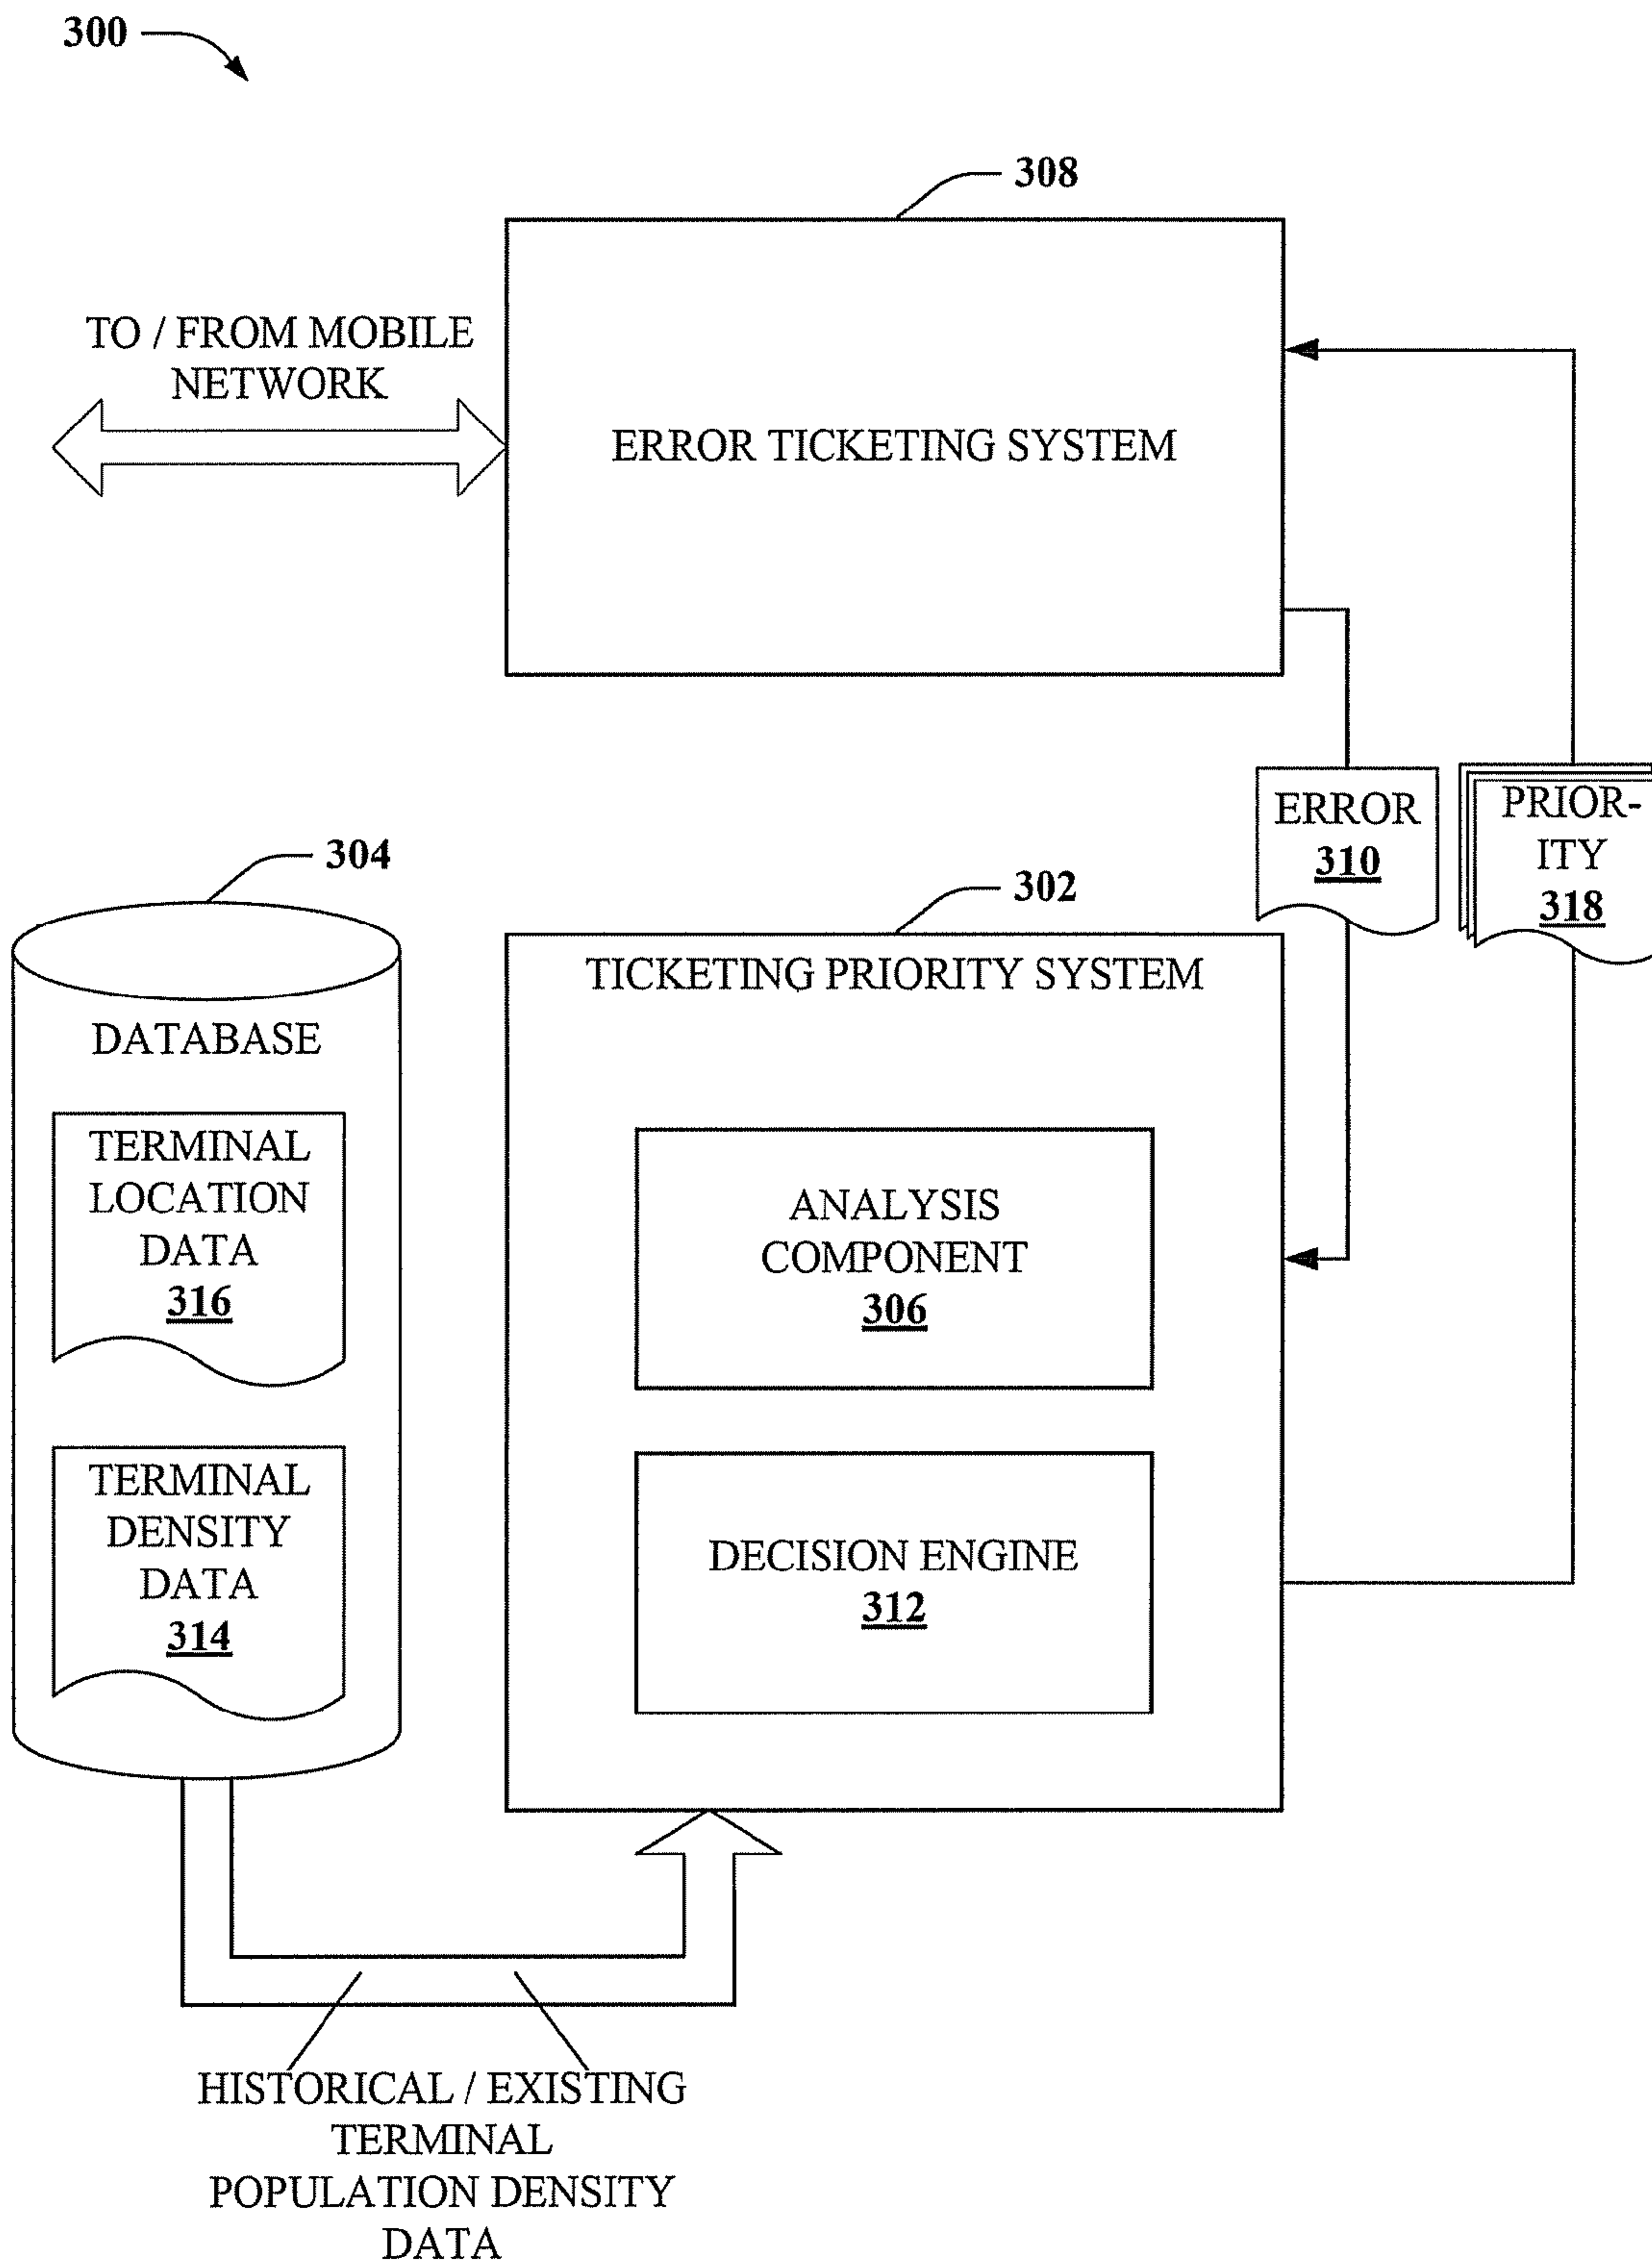 300
308
TO / FROM MOBILE
NETWORK
ERROR TICKETING SYSTEM
ERROR
310
PRIOR-
ITY
318
304
302
DATABASE
TERMINAL
LOCATION
DATA
316
TERMINAL
DENSITY
DATA
314
TICKETING PRIORITY SYSTEM
ANALYSIS
COMPONENT
306
DECISION ENGINE
312
HISTORICAL / EXISTING
TERMINAL
POPULATION DENSITY
DATA